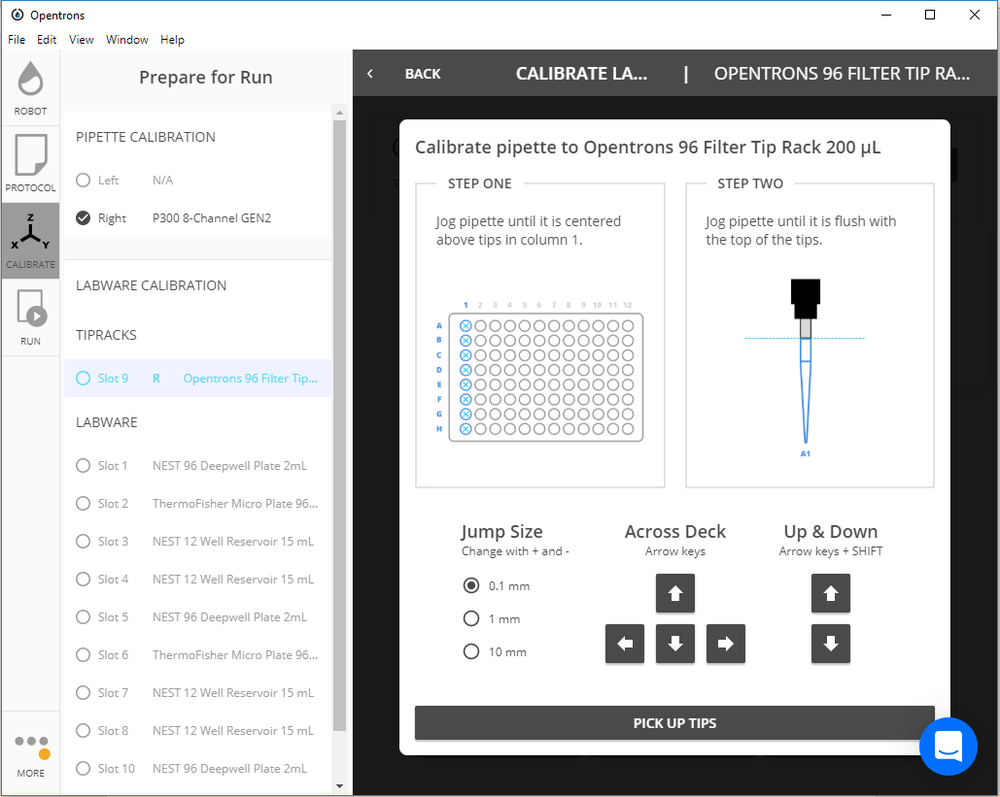 Opentrons
File Edit View Window Help
ROBOT
PROTOCOL
Z
X Y
CALIBRATE
RUN
MORE
Prepare for Run
PIPETTE CALIBRATION
Left N/A
Right P300 8-Channel GEN2
LABWARE CALIBRATION
TIPRACKS
Slot 9 R Opentrons 96 Filter Tip...
LABWARE
Slot 1 NEST 96 Deepwell Plate 2mL
Slot 2 ThermoFisher Micro Plate 96...
Slot 3 NEST 12 Well Reservoir 15 mL
Slot 4 NEST 12 Well Reservoir 15 mL
Slot 5 NEST 96 Deepwell Plate 2mL
Slot 6 ThermoFisher Micro Plate 96...
Slot 7 NEST 12 Well Reservoir 15 mL
Slot 8 NEST 12 Well Reservoir 15 mL
Slot 10 NEST 96 Deepwell Plate 2mL
BACK CALIBRATE LA... | OPENTRONS 96 FILTER TIP RA...
Calibrate pipette to Opentrons 96 Filter Tip Rack 200 µL
STEP ONE
Jog pipette until it is centered
above tips in column 1.
1 2 3 4 5 6 7 8 9 10 11 12
A
B
C
D
E
F
G
H
STEP TWO
Jog pipette until it is flush with
the top of the tips.
A1
Jump Size
Change with + and -
0.1 mm
1 mm
10 mm
Across Deck
Arrow keys
Up & Down
Arrow keys + SHIFT
PICK UP TIPS